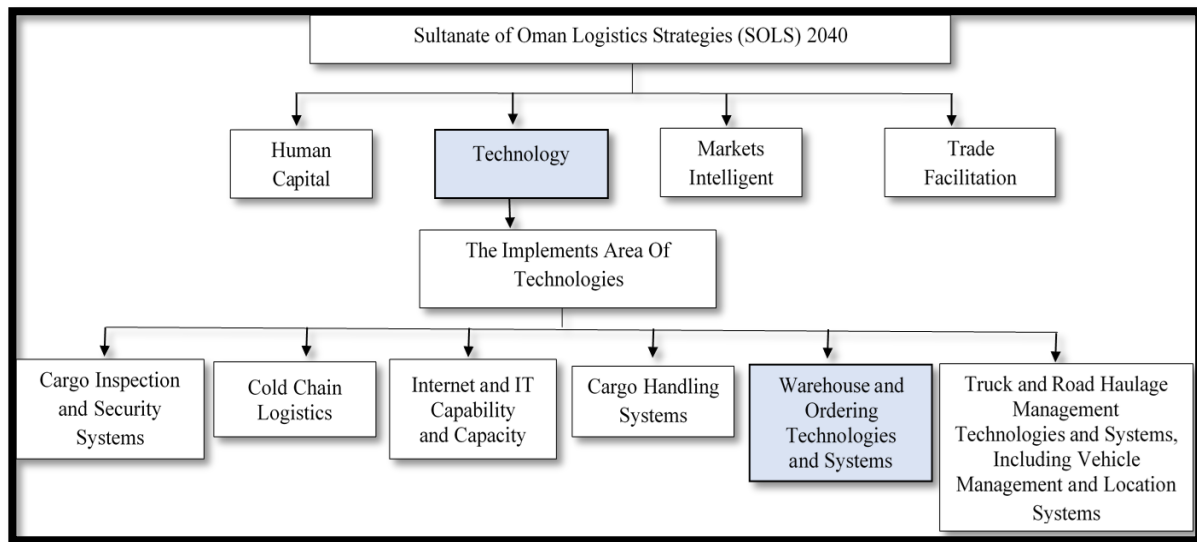 Sultanate of Oman Logistics Strategies (SOLS) 2040
Human
Capital
Technology
Markets
Intelligent
Trade
Facilitation
The Implements Area Of
Technologies
Cargo Inspection
and Security
Systems
Cold Chain
Logistics
Internet and IT
Capability
and Capacity
Cargo Handling
Systems
Warehouse and
Ordering
Technologies
and Systems
Truck and Road Haulage
Management
Technologies and Systems,
Including Vehicle
Management and Location
Systems